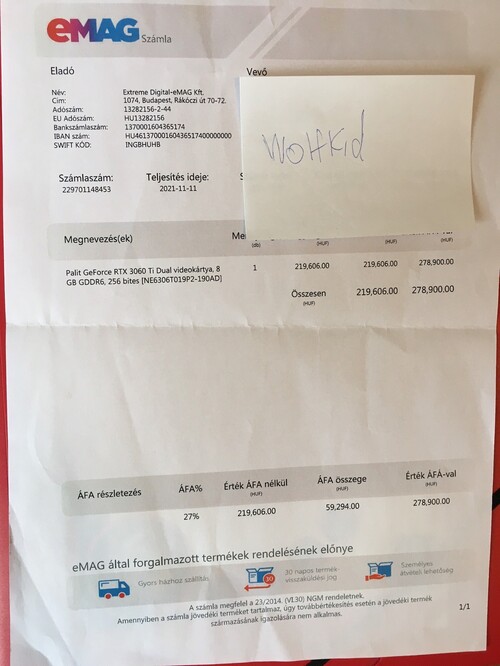 eMAG Számla
Eladó
Vevő
Név: Extreme Digital-eMAG Kft.
Cím: 1074, Budapest, Rákóczi út 70-72.
Adószám: 13282156-2-44
EU Adószám: HU13282156
Bankszámlaszám: 1370001604365174
IBAN szám: HU46137000160436517400000000
SWIFT KÓD: INGBHUHB
WolfKid
Számlaszám: Teljesítés ideje:
229701148453 2021-11-11
Megnevezés(ek)
(db) (HUF) (HUF) (HUF)
Palit GeForce RTX 3060 Ti Dual videokártya, 8 1 219,606.00 219,606.00 278,900.00
GB GDDR6, 256 bites [NE6306T019P2-190AD]
Összesen 219,606.00 278,900.00
(HUF)
ÁFA részletezés ÁFA% Érték ÁFA nélkül ÁFA összege Érték ÁFÁ-val
(HUF) (HUF) (HUF)
27% 219,606.00 59,294.00 278,900.00
eMAG által forgalmazott termékek rendelésének előnye
Gyors házhoz szállítás
30
30 napos termék
visszaküldési jog
Személyes
átvételi lehetőség
A számla megfelel a 23/2014. (VI.30) NGM rendeletnek.
Amennyiben a számla jövedéki terméket tartalmaz, úgy továbbértékesítés esetén a jövedéki termék
származásának igazolására nem alkalmas.
1/1